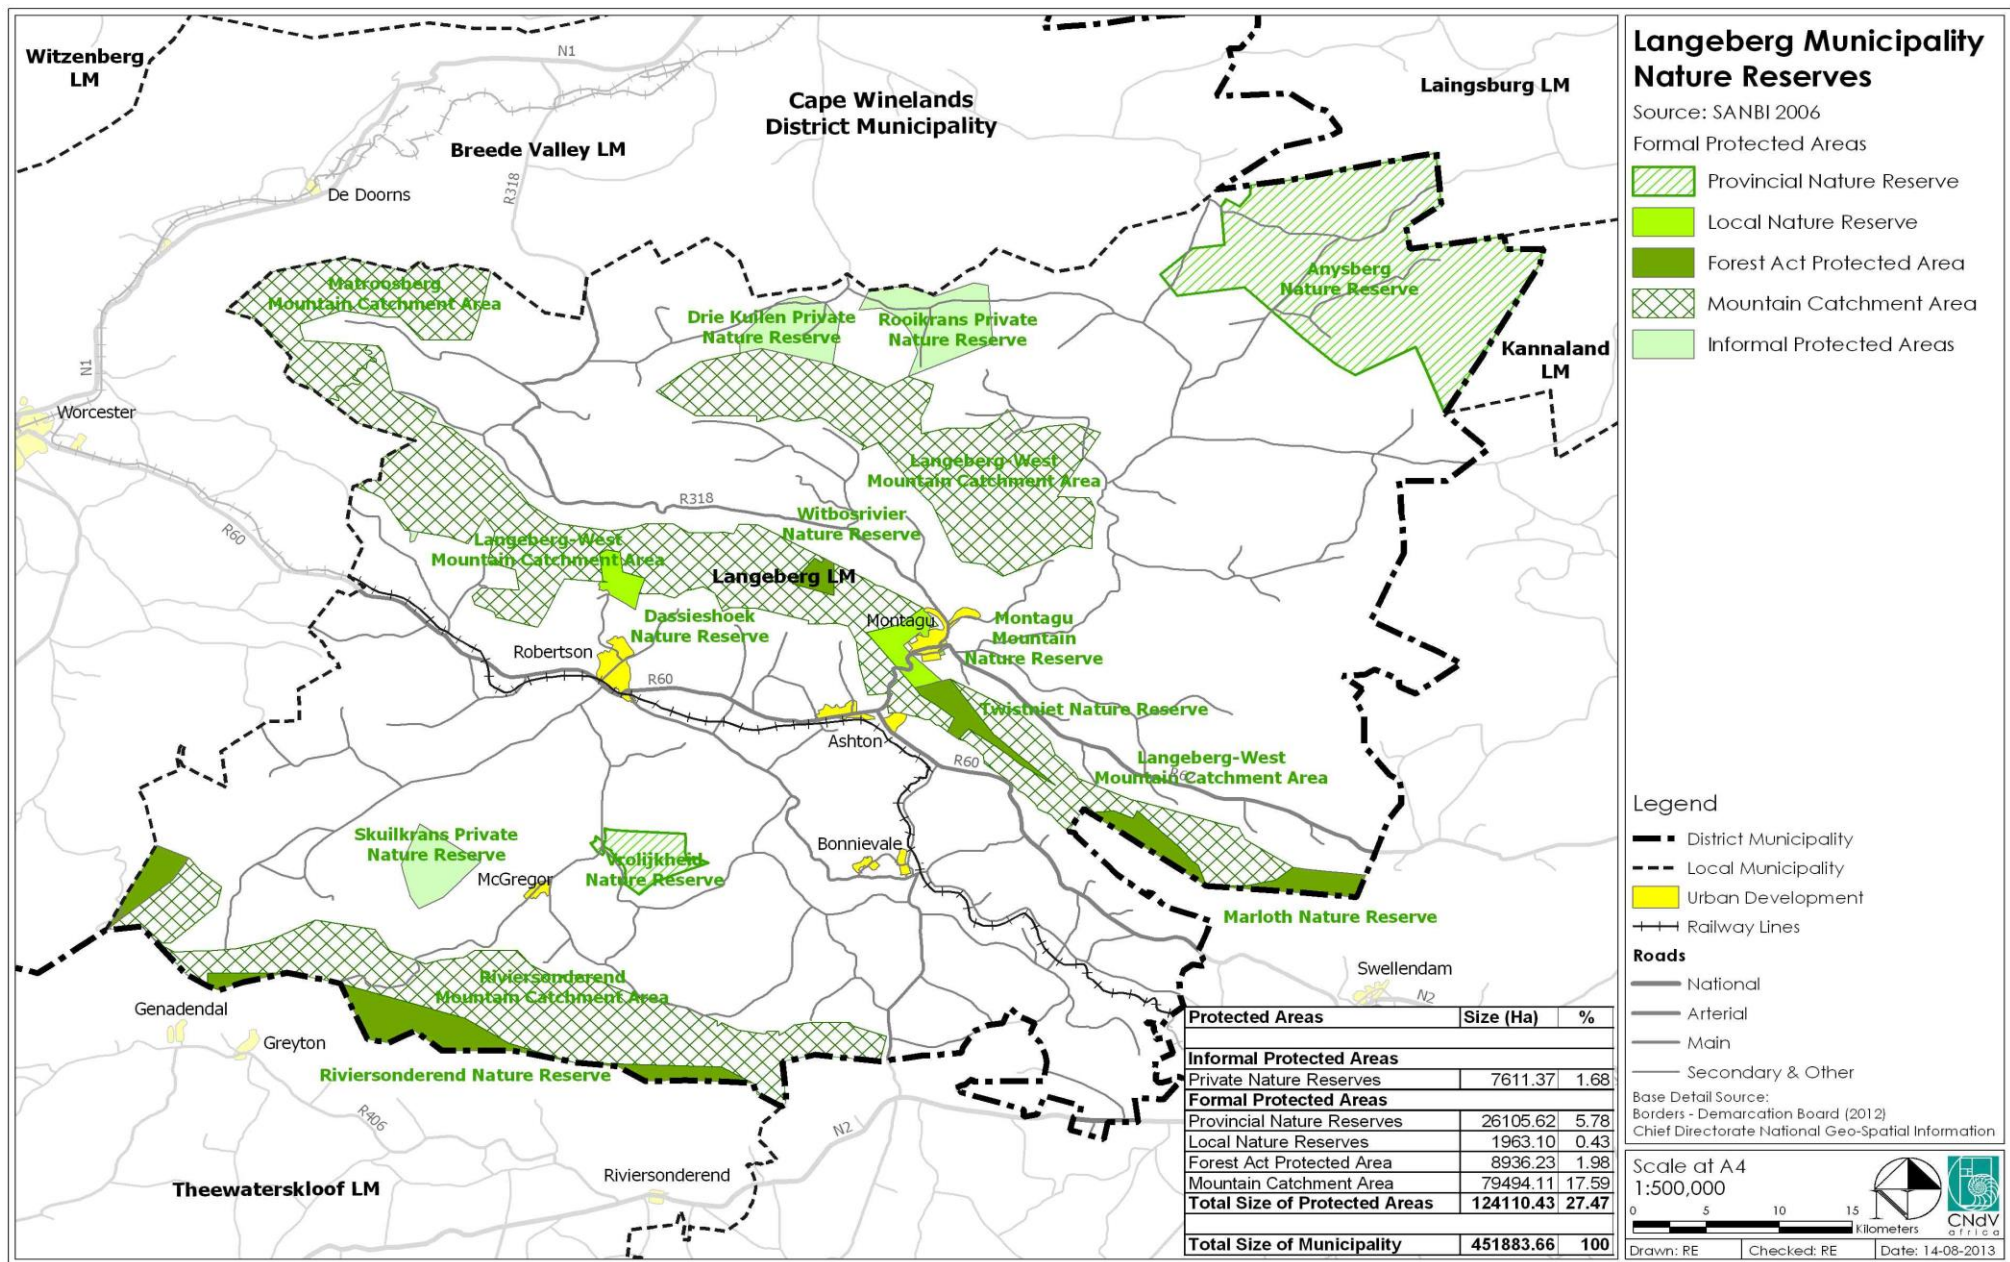 Witzenberg
LM
N1
Cape Winelands
District Municipality
Laingsburg LM
Breede Valley LM
R318
De Doorns
Matroosberg
Mountain Catchment Area
Anysberg
Nature Reserve
Drie Kuilen Private
Nature Reserve
Rooikrans Private
Nature Reserve
Kannaland
LM
N1
Worcester
Langeberg-West
Mountain Catchment Area
R318
Witbosrivier
Nature Reserve
R60
Langeberg-West
Mountain Catchment Area
Langeberg LM
Dassieshoek
Nature Reserve
Montagu
Montagu
Mountain
Nature Reserve
Robertson
R60
Twistniet Nature Reserve
Ashton
R60
Langeberg-West
Mountain Catchment Area
Skuilkrans Private
Nature Reserve
Bonnievale
McGregor
Vrolijkheid
Nature Reserve
Marloth Nature Reserve
Swellendam
N2
Riviersonderend
Mountain Catchment Area
Genadendal
Greyton
Riviersonderend Nature Reserve
R406
N2
Riviersonderend
Theewaterskloof LM
Protected Areas Size (Ha) %
Informal Protected Areas
Private Nature Reserves 7611.37 1.68
Formal Protected Areas
Provincial Nature Reserves 26105.62 5.78
Local Nature Reserves 1963.10 0.43
Forest Act Protected Area 8936.23 1.98
Mountain Catchment Area 79494.11 17.59
Total Size of Protected Areas 124110.43 27.47
Total Size of Municipality 451883.66 100
Langeberg Municipality
Nature Reserves
Source: SANBI 2006
Formal Protected Areas
Provincial Nature Reserve
Local Nature Reserve
Forest Act Protected Area
Mountain Catchment Area
Informal Protected Areas
Legend
District Municipality
Local Municipality
Urban Development
Railway Lines
Roads
National
Arterial
Main
Secondary & Other
Base Detail Source:
Borders - Demarcation Board (2012)
Chief Directorate National Geo-Spatial Information
Scale at A4
1:500,000
0 5 10 15
Kilometers
CNdV
africa
Drawn: RE Checked: RE Date: 14-08-2013